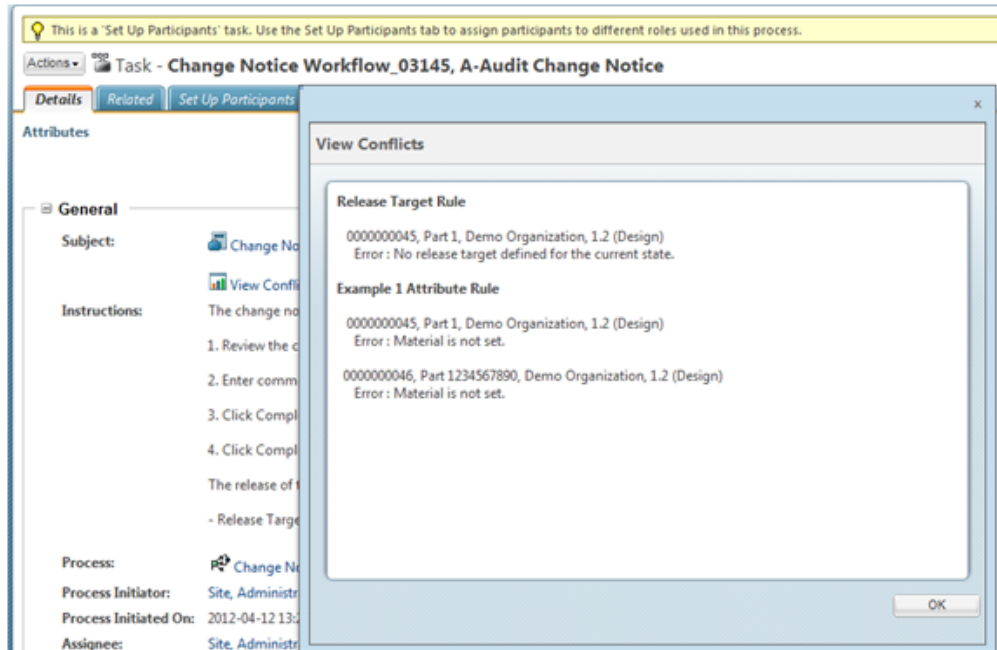 This is a 'Set Up Participants' task. Use the Set Up Participants tab to assign participants to different roles used in this process.
Actions Task - Change Notice Workflow_03145, A-Audit Change Notice
Details Related Set Up Participants
x
Attributes
View Conflicts
Release Target Rule
0000000045, Part 1, Demo Organization, 1.2 (Design)
Error : No release target defined for the current state.
Example 1 Attribute Rule
0000000045, Part 1, Demo Organization, 1.2 (Design)
Error : Material is not set.
0000000046, Part 1234567890, Demo Organization, 1.2 (Design)
Error : Material is not set.
OK
General
Subject: Change No
View Confli
Instructions: The change no
1. Review the c
2. Enter comm
3. Click Compl
4. Click Compl
The release of t
- Release Targe
Process: Change No
Process Initiator: Site, Administr
Process Initiated On: 2012-04-12 13:2
Assignee: Site, Administr